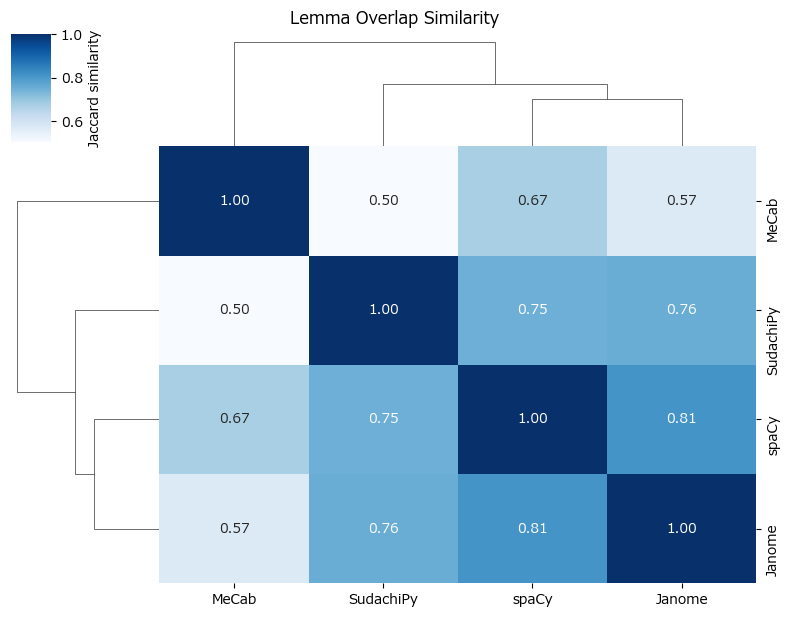 Lemma Overlap Similarity
1.0
0.8
0.6
Jaccard similarity
1.00 0.50 0.67 0.57
MeCab
0.50 1.00 0.75 0.76
SudachiPy
0.67 0.75 1.00 0.81
spaCy
0.57 0.76 0.81 1.00
Janome
MeCab SudachiPy spaCy Janome